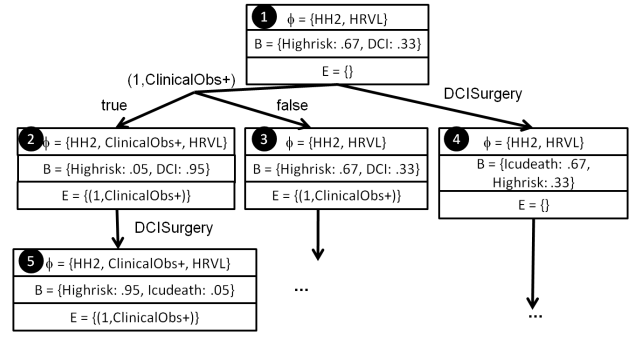 1 ϕ = {HH2, HRVL}
B = {Highrisk: .67, DCI: .33}
E = {}
(1,ClinicalObs+)
true
false
DCISurgery
2 ϕ = {HH2, ClinicalObs+, HRVL}
B = {Highrisk: .05, DCI: .95}
E = {(1,ClinicalObs+)}
3 ϕ = {HH2, HRVL}
B = {Highrisk: .67, DCI: .33}
E = {(1,ClinicalObs+)}
4 ϕ = {HH2, HRVL}
B = {Icudeath: .67,
Highrisk: .33}
E = {}
DCISurgery
5 ϕ = {HH2, ClinicalObs+, HRVL}
B = {Highrisk: .95, Icudeath: .05}
E = {(1,ClinicalObs+)}
...
...